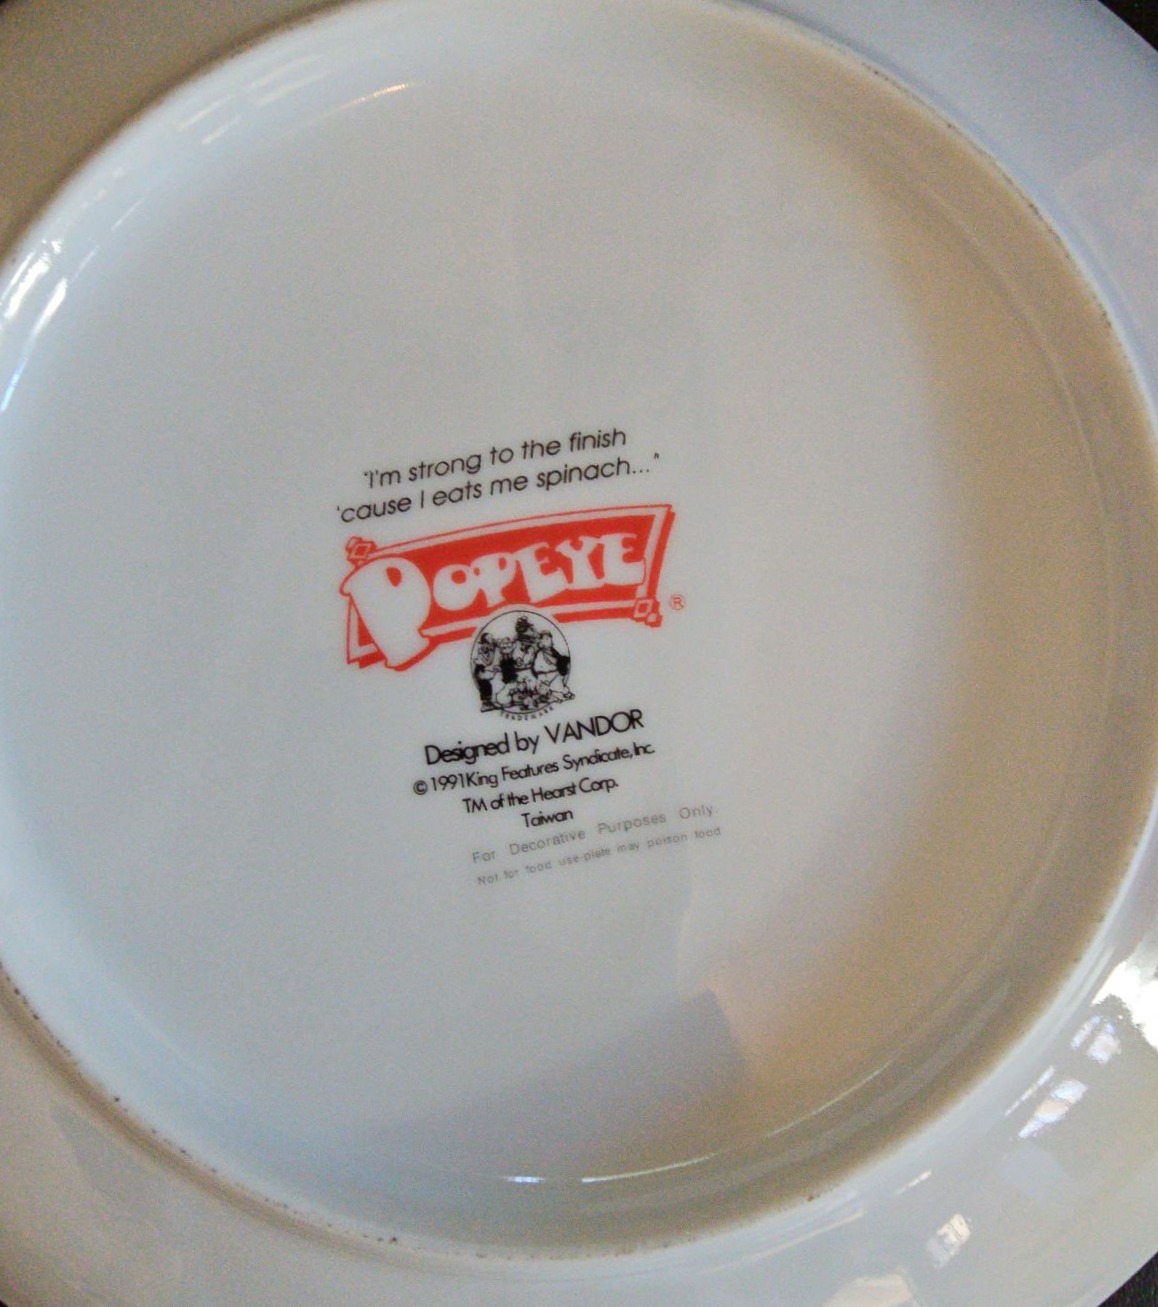 "I'm strong to the finish
'cause I eats me spinach..."
POPEYE ®
TRADEMARK
Designed by VANDOR
© 1991 King Features Syndicate, Inc.
TM of the Hearst Corp.
Taiwan
For Decorative Purposes Only.
Not for food use-plate may poison food